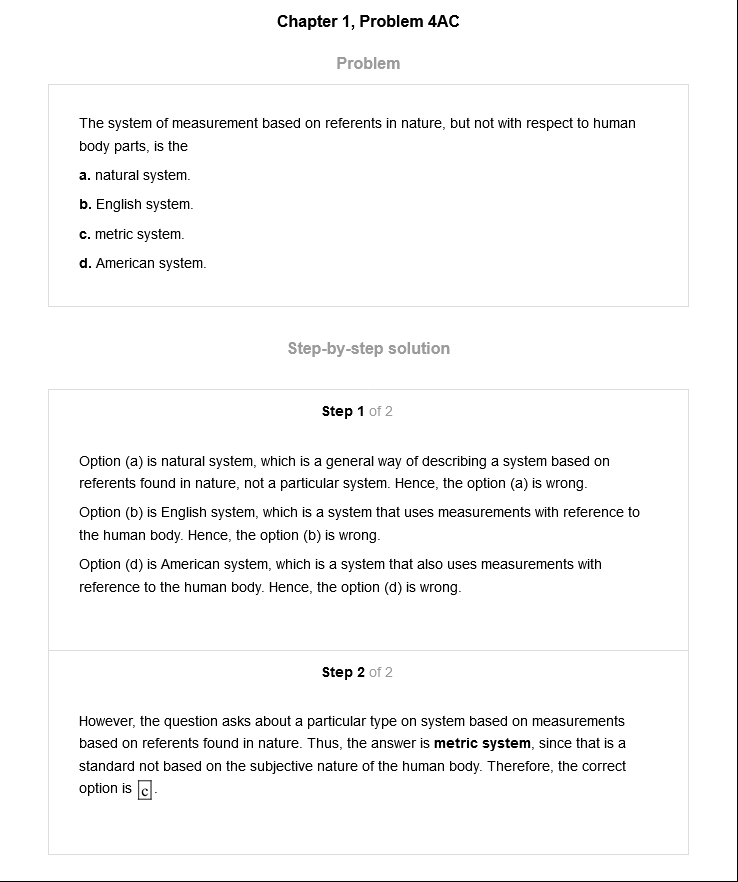 Chapter 1, Problem 4AC
Problem
The system of measurement based on referents in nature, but not with respect to human
body parts, is the
a. natural system.
b. English system.
c. metric system.
d. American system.
Step-by-step solution
Step 1 of 2
Option (a) is natural system, which is a general way of describing a system based on
referents found in nature, not a particular system. Hence, the option (a) is wrong.
Option (b) is English system, which is a system that uses measurements with reference to
the human body. Hence, the option (b) is wrong.
Option (d) is American system, which is a system that also uses measurements with
reference to the human body. Hence, the option (d) is wrong.
Step 2 of 2
However, the question asks about a particular type on system based on measurements
based on referents found in nature. Thus, the answer is metric system, since that is a
standard not based on the subjective nature of the human body. Therefore, the correct
option is c.